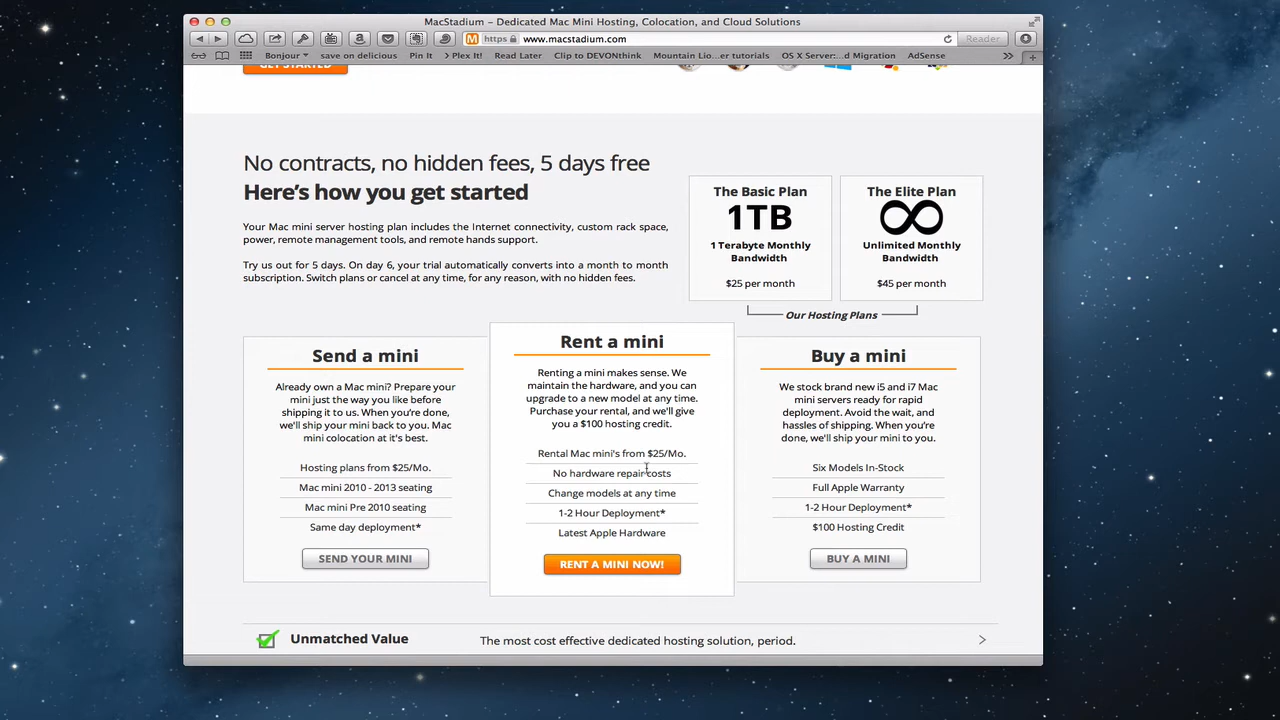 MacStadium – Dedicated Mac Mini Hosting, Colocation, and Cloud Solutions
https www.macstadium.com
Reader
Bonjour
save on delicious
Pin It
> Plex It!
Read Later
Clip to DEVONthink
Mountain Lio...er tutorials
OS X Server:...d Migration
AdSense
GET STARTED
No contracts, no hidden fees, 5 days free
Here's how you get started
Your Mac mini server hosting plan includes the Internet connectivity, custom rack space,
power, remote management tools, and remote hands support.
Try us out for 5 days. On day 6, your trial automatically converts into a month to month
subscription. Switch plans or cancel at any time, for any reason, with no hidden fees.
The Basic Plan
1TB
1 Terabyte Monthly
Bandwidth
$25 per month
The Elite Plan
∞
Unlimited Monthly
Bandwidth
$45 per month
Our Hosting Plans
Send a mini
Already own a Mac mini? Prepare your
mini just the way you like before
shipping it to us. When you're done,
we'll ship your mini back to you. Mac
mini colocation at it's best.
Hosting plans from $25/Mo.
Mac mini 2010 - 2013 seating
Mac mini Pre 2010 seating
Same day deployment*
SEND YOUR MINI
Rent a mini
Renting a mini makes sense. We
maintain the hardware, and you can
upgrade to a new model at any time.
Purchase your rental, and we'll give
you a $100 hosting credit.
Rental Mac mini's from $25/Mo.
No hardware repair costs
Change models at any time
1-2 Hour Deployment*
Latest Apple Hardware
RENT A MINI NOW!
Buy a mini
We stock brand new i5 and i7 Mac
mini servers ready for rapid
deployment. Avoid the wait, and
hassles of shipping. When you're
done, we'll ship your mini to you.
Six Models In-Stock
Full Apple Warranty
1-2 Hour Deployment*
$100 Hosting Credit
BUY A MINI
Unmatched Value
The most cost effective dedicated hosting solution, period.